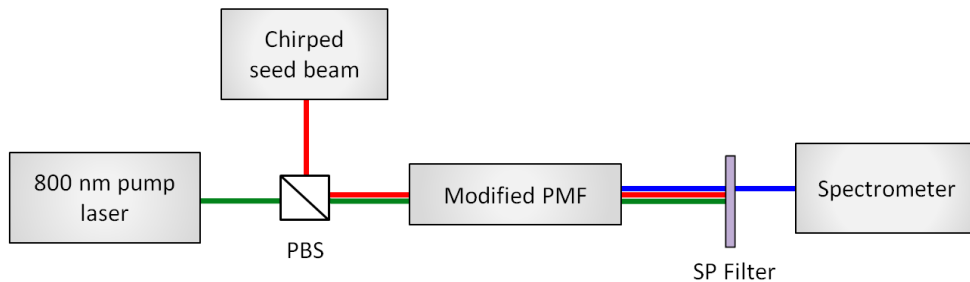 Chirped
seed beam
800 nm pump
laser
PBS
Modified PMF
SP Filter
Spectrometer